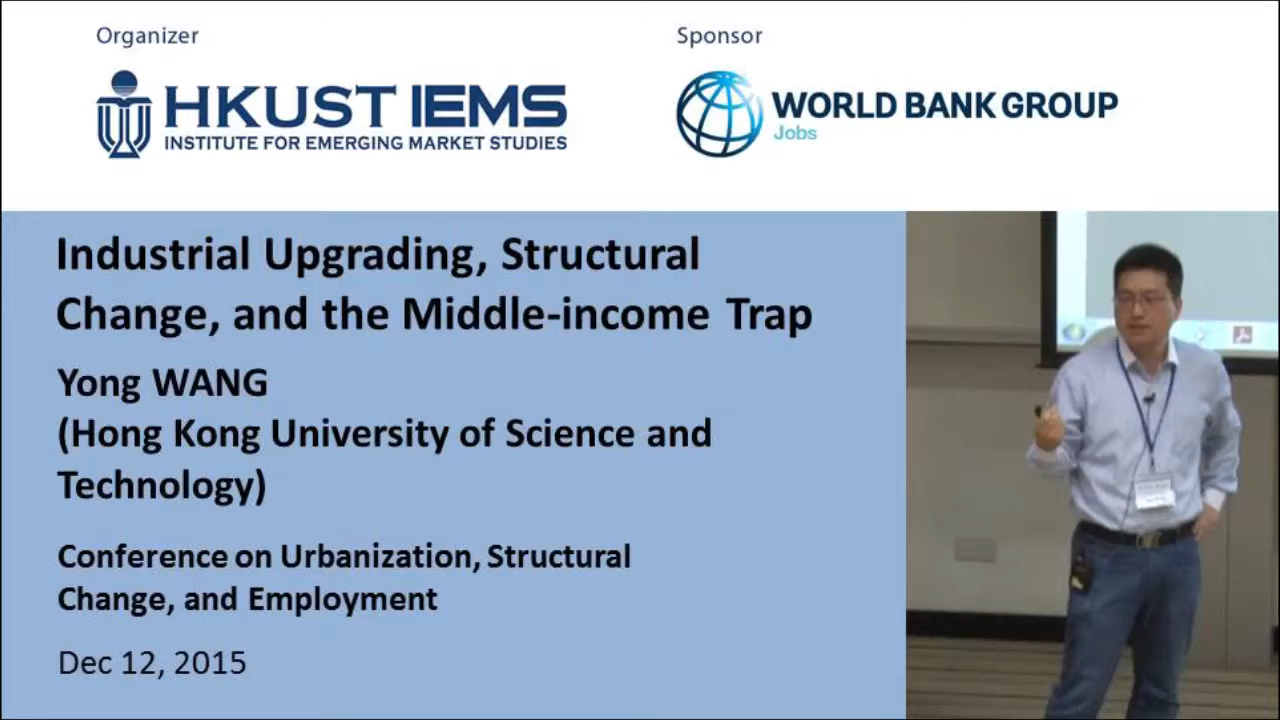 Organizer
Sponsor
HKUST IEMS
INSTITUTE FOR EMERGING MARKET STUDIES
WORLD BANK GROUP
Jobs
Industrial Upgrading, Structural
Change, and the Middle-income Trap
Yong WANG
(Hong Kong University of Science and
Technology)
Conference on Urbanization, Structural
Change, and Employment
Dec 12, 2015